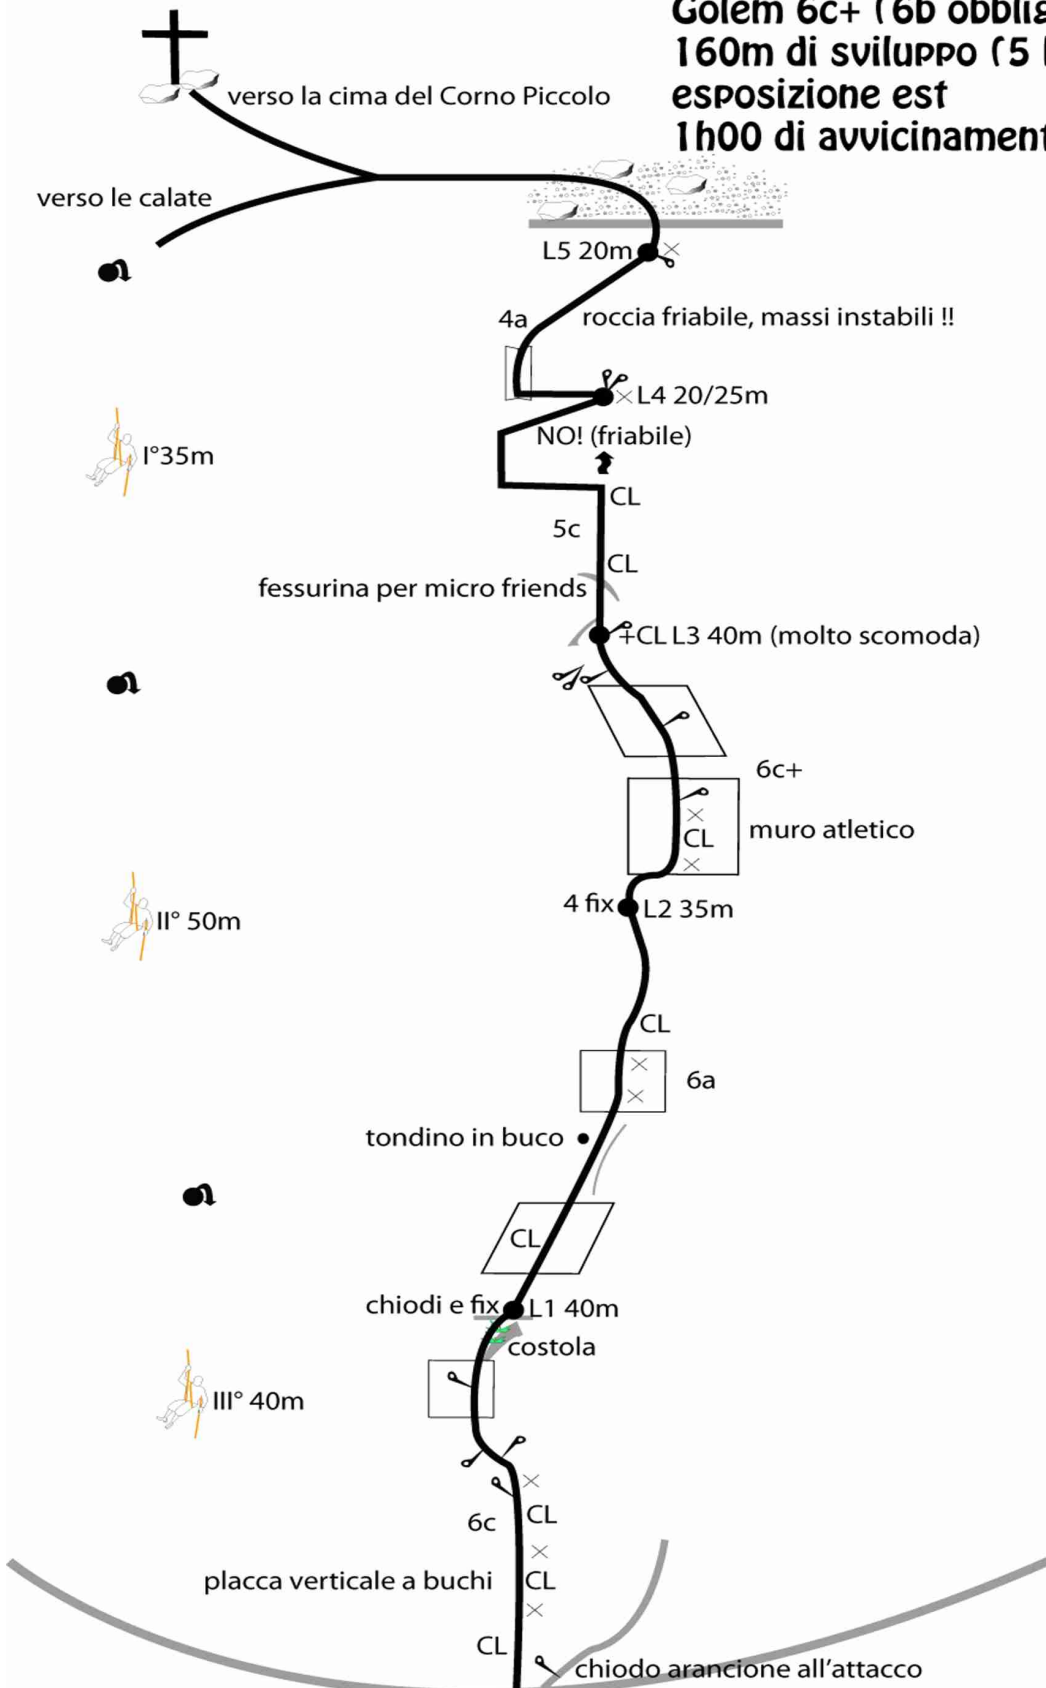 Golem 6c+ (6b
160m di sviluppo (5
esposizione est
1h00 di
verso la cima del Corno Piccolo
verso le calate
L5 20m
4a
roccia friabile, massi instabili !!
L4 20/25m
NO! (friabile)
I°35m
CL
5c
CL
fessurina per micro friends
+CL L3 40m (molto scomoda)
6c+
CL
muro atletico
4 fix
L2 35m
II° 50m
CL
6a
tondino in buco
CL
chiodi e fix
L1 40m
costola
III° 40m
6c
CL
placca verticale a buchi
CL
CL
chiodo arancione all'attacco